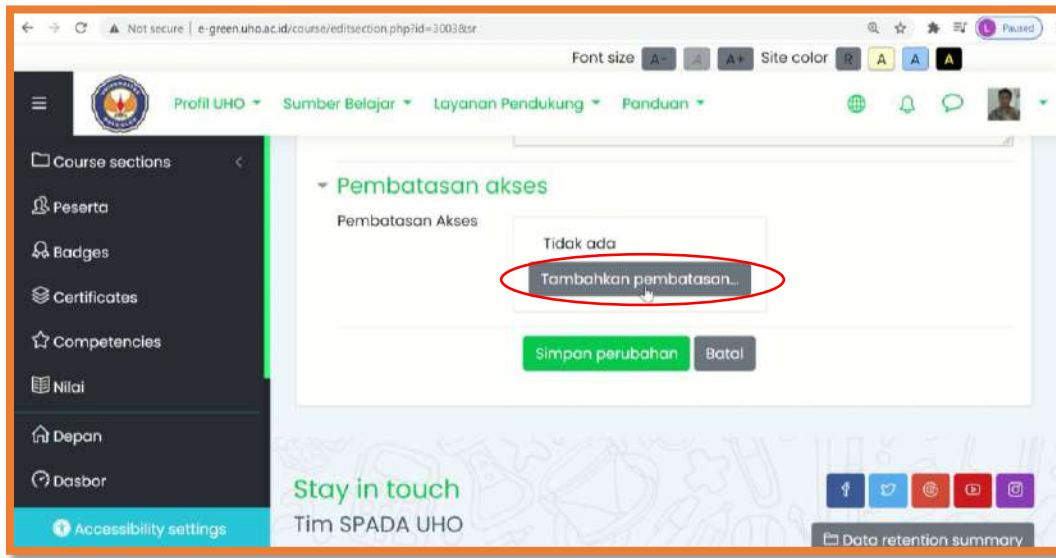 Not secure | e-green.uho.ac.id/course/editsection.php?id=3003&sr
Paused
Font size A- A A+ Site color R A A A
Profil UHO Sumber Belajar Layanan Pendukung Panduan
Course sections
Peserta
Badges
Certificates
Competencies
Nilai
Depan
Dasbor
Accessibility settings
Pembatasan akses
Pembatasan Akses
Tidak ada
Tambahkan pembatasan...
Simpan perubahan Batal
Stay in touch
Tim SPADA UHO
Data retention summary